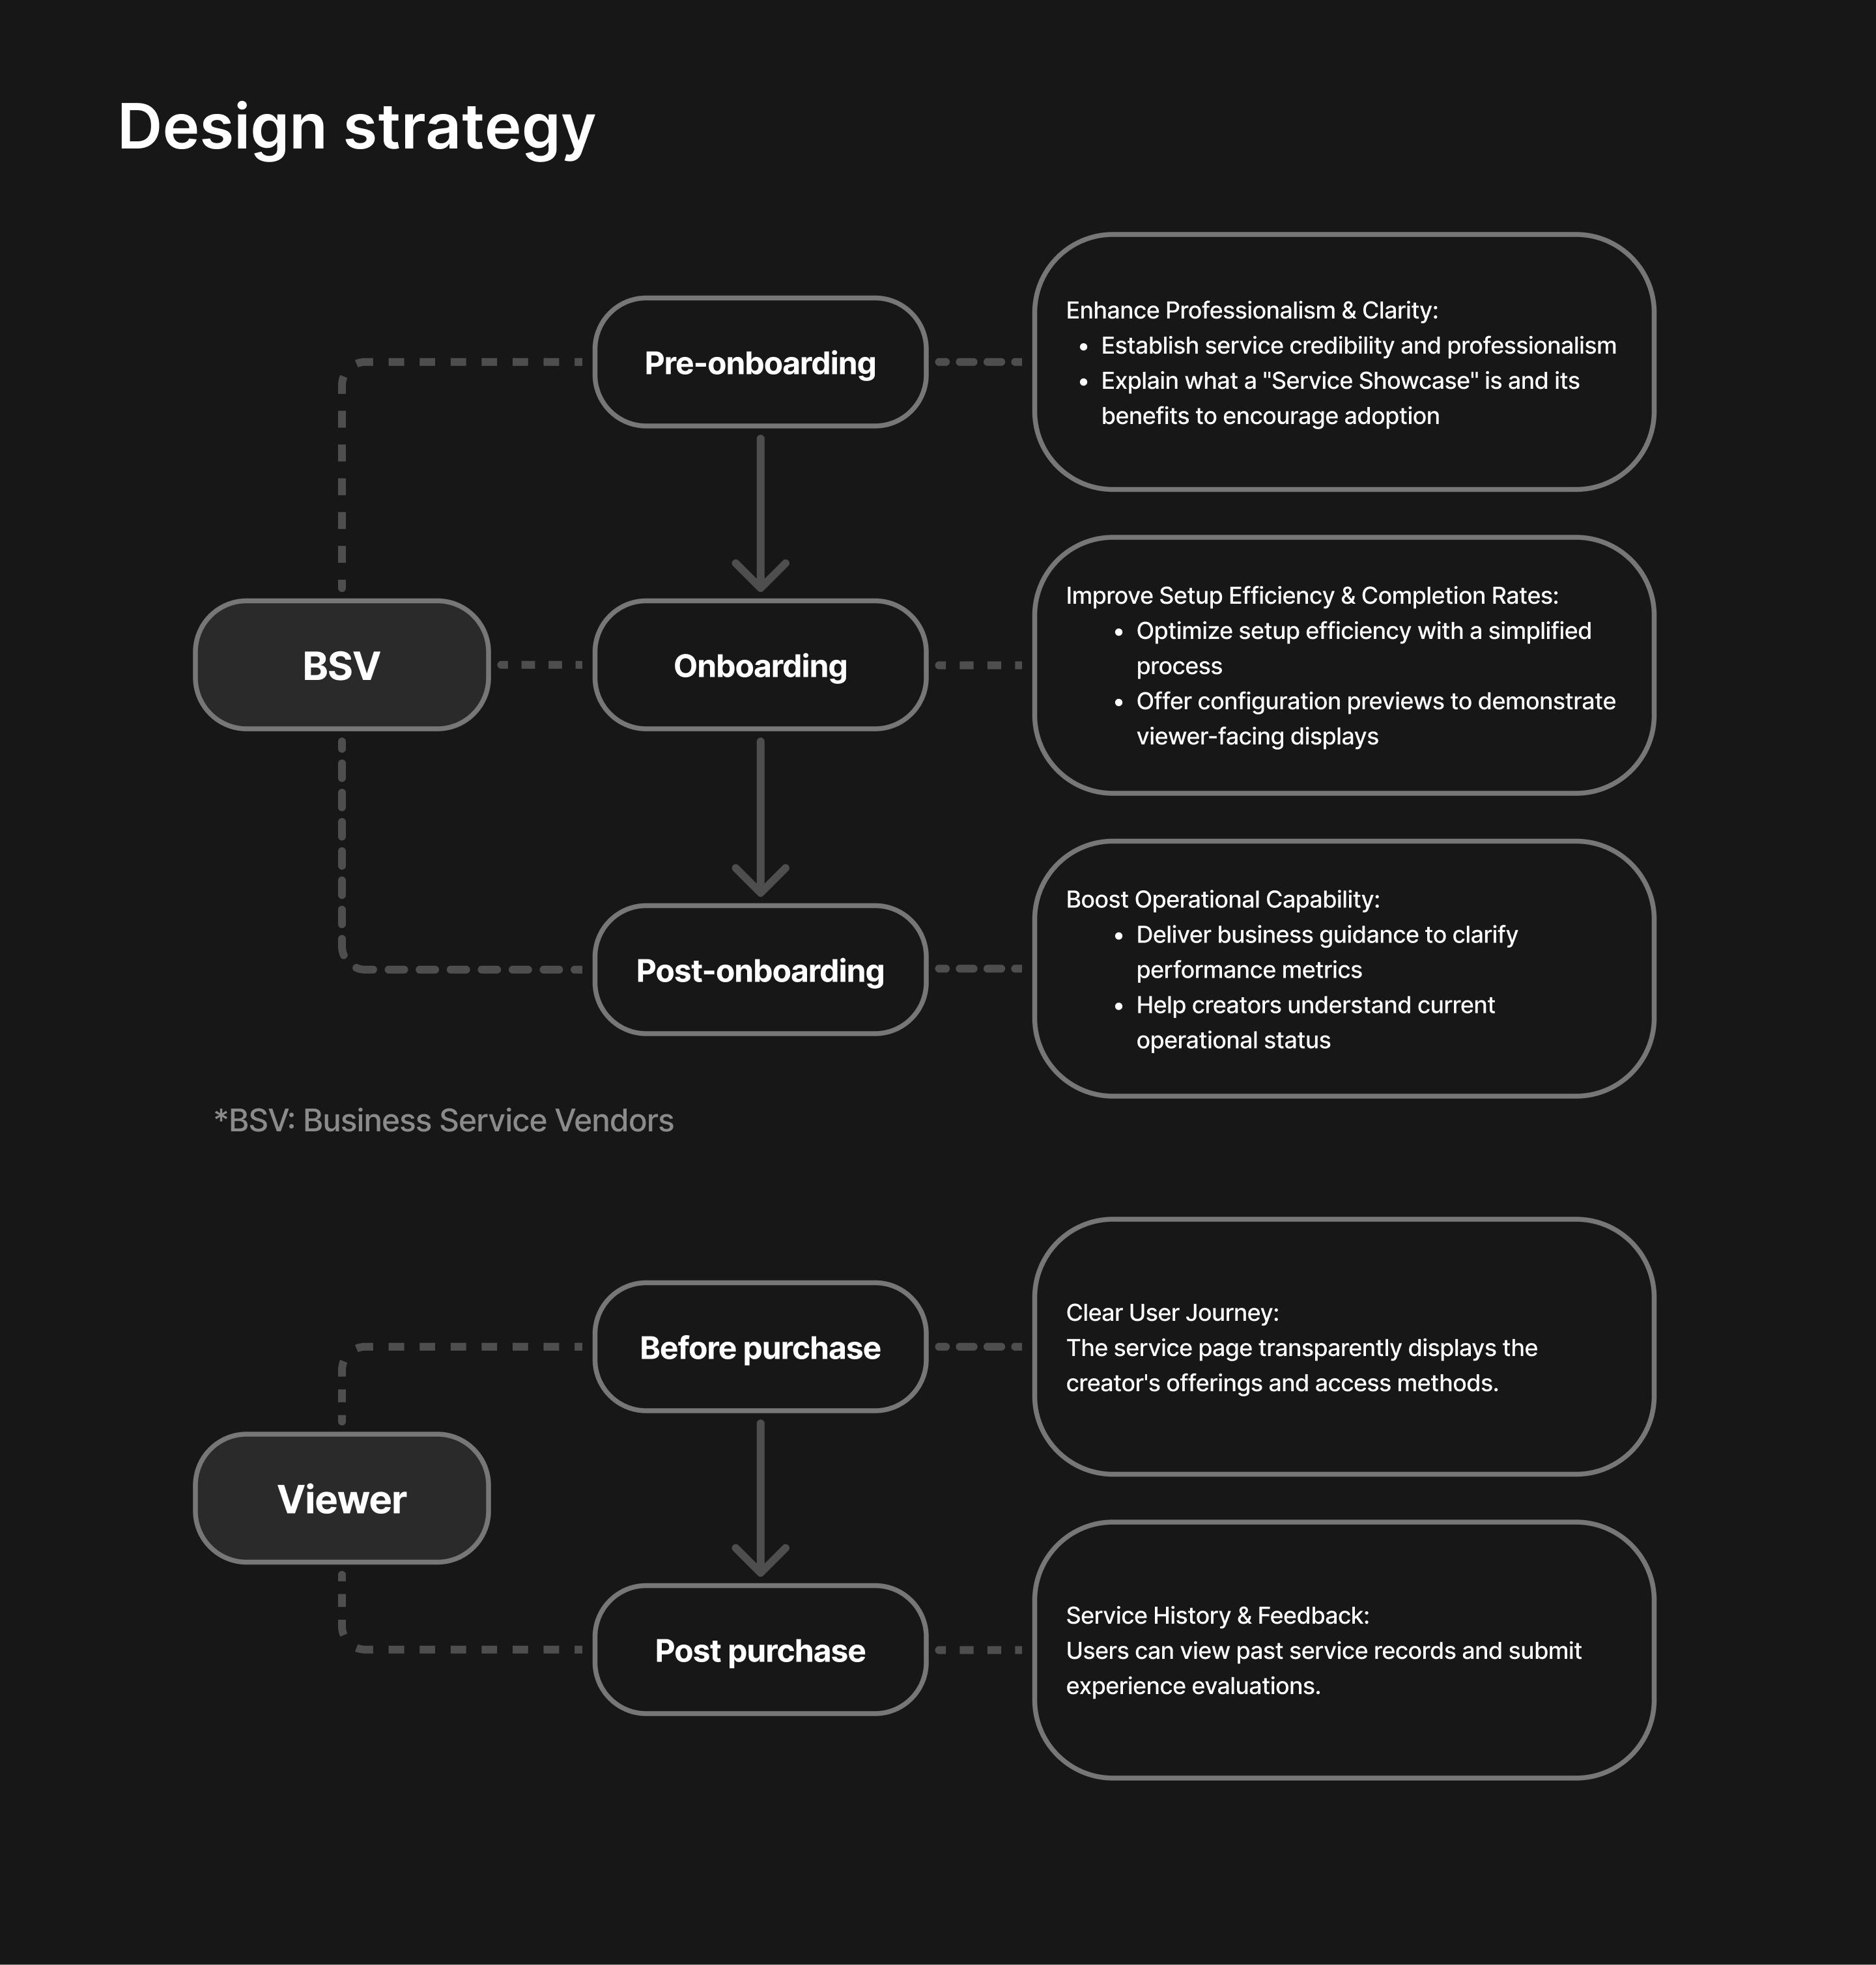 Design strategy
Pre-onboarding
Enhance Professionalism & Clarity:
• Establish service credibility and professionalism
• Explain what a "Service Showcase" is and its
benefits to encourage adoption
BSV
Onboarding
Improve Setup Efficiency & Completion Rates:
• Optimize setup efficiency with a simplified
process
• Offer configuration previews to demonstrate
viewer-facing displays
Post-onboarding
Boost Operational Capability:
• Deliver business guidance to clarify
performance metrics
• Help creators understand current
operational status
*BSV: Business Service Vendors
Before purchase
Clear User Journey:
The service page transparently displays the
creator's offerings and access methods.
Viewer
Post purchase
Service History & Feedback:
Users can view past service records and submit
experience evaluations.